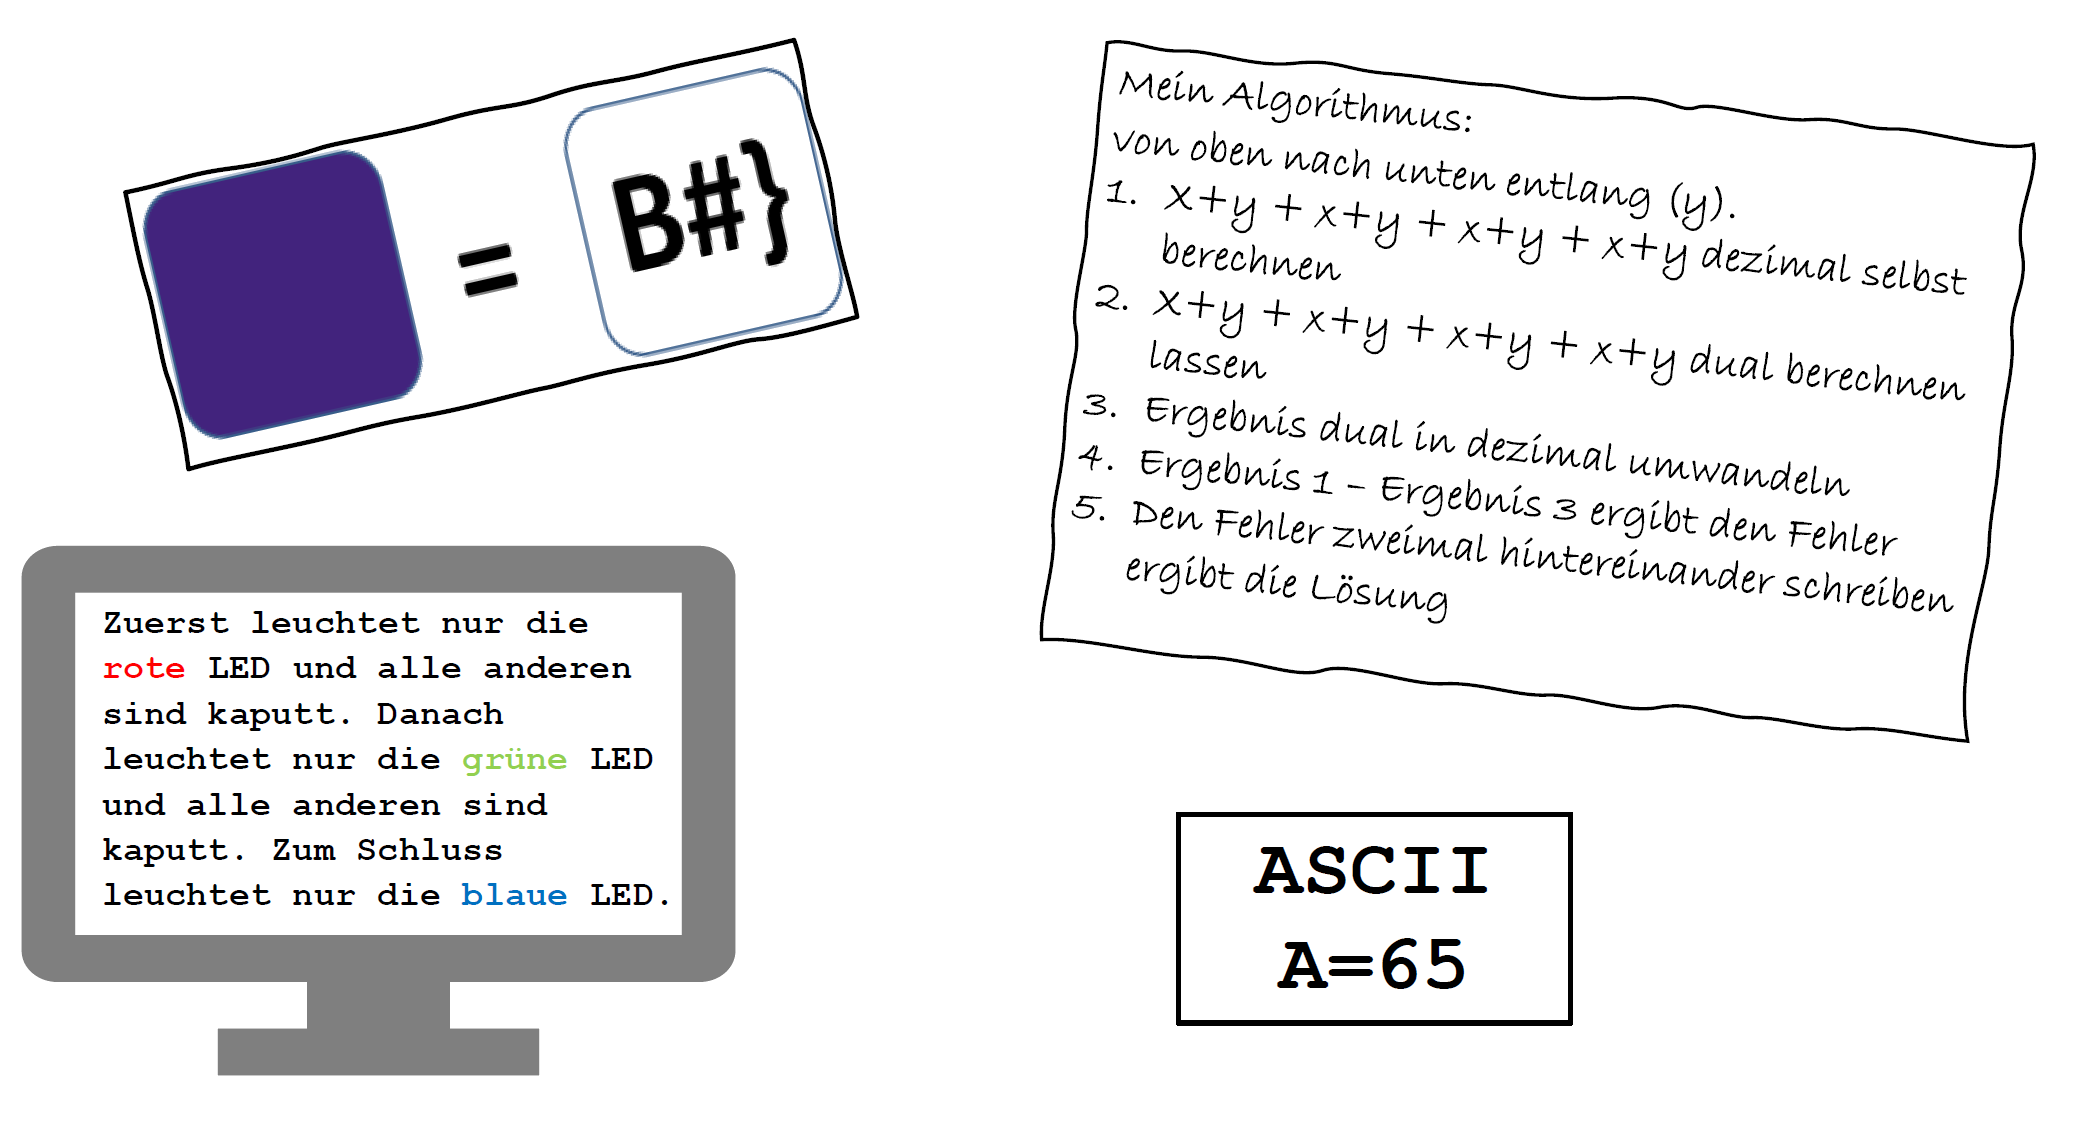 =
B#}
Mein Algorithmus:
von oben nach unten entlang (y).
1. X+y + x+y + x+y + x+y dezimal selbst
berechnen
2. X+y + x+y + x+y + x+y dual berechnen
lassen
3. Ergebnis dual in dezimal umwandeln
4. Ergebnis 1 – Ergebnis 3 ergibt den Fehler
5. Den Fehler zweimal hintereinander schreiben
ergibt die Lösung
Zuerst leuchtet nur die
rote LED und alle anderen
sind kaputt. Danach
leuchtet nur die grüne LED
und alle anderen sind
kaputt. Zum Schluss
leuchtet nur die blaue LED.
ASCII
A=65